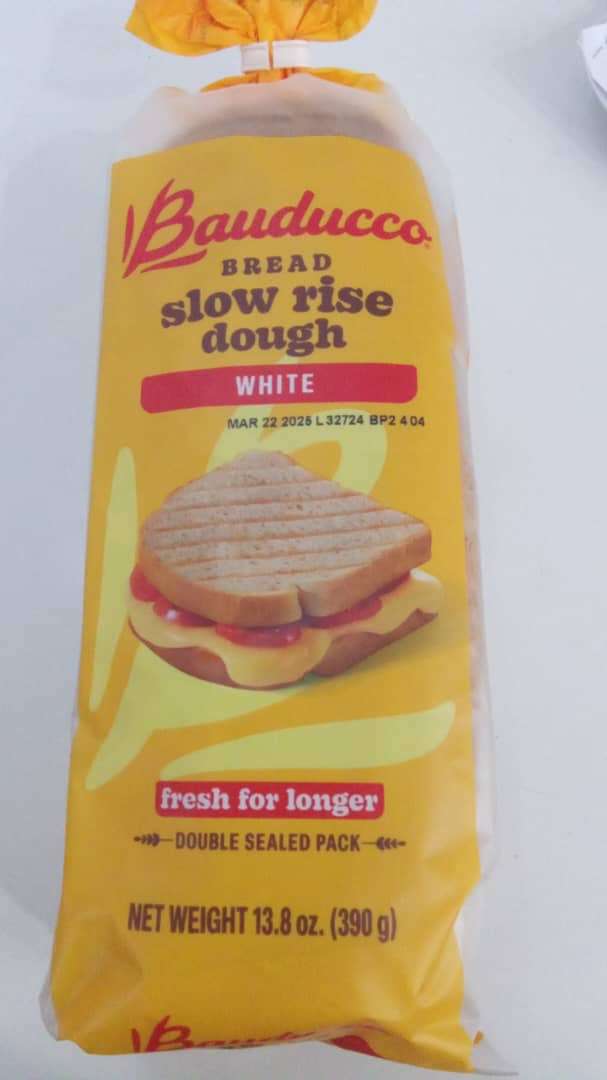 Bauducco
BREAD
slow rise
dough
WHITE
MAR 22 2025 L 32724 BP2 4 04
fresh for longer
DOUBLE SEALED PACK
NET WEIGHT 13.8 oz. (390 g)
Bauducco